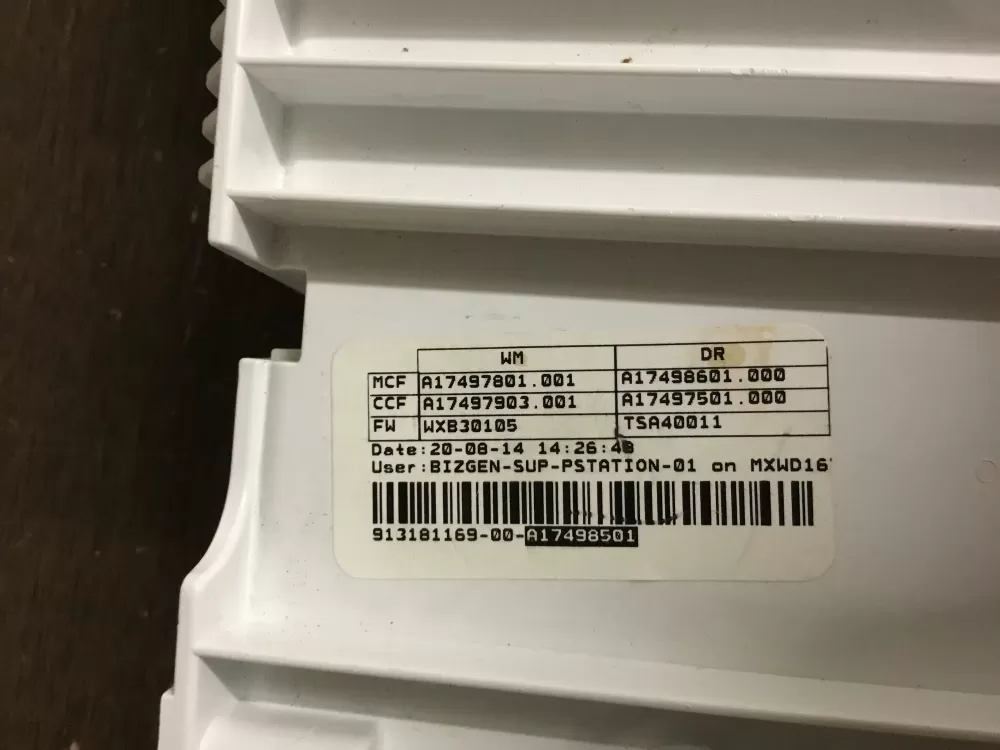 WM DR
MCF A17497801.001 A17498601.000
CCF A17497903.001 A17497501.000
FW WXB30105 TSA40011
Date:20-08-14 14:26:48
User:BIZGEN-SUP-PSTATION-01 on MXWD16
913181169-00-A17498501